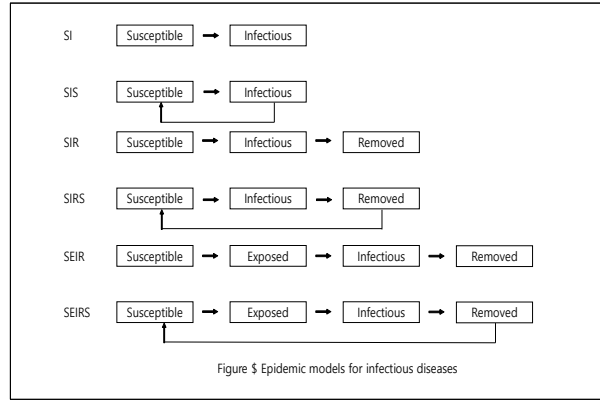 SI Susceptible Infectious
SIS Susceptible Infectious
SIR Susceptible Infectious Removed
SIRS Susceptible Infectious Removed
SEIR Susceptible Exposed Infectious Removed
SEIRS Susceptible Exposed Infectious Removed
Figure $ Epidemic models for infectious diseases